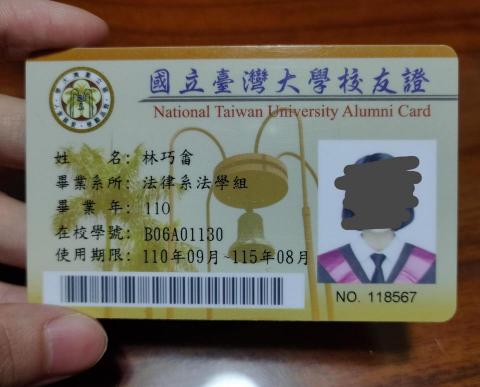 國立臺灣大學校友證
National Taiwan University Alumni Card
姓 名: 林巧畬
畢業系所: 法律系法學組
畢 業 年: 110
在校學號: B06A01130
使用期限: 110年09月~115年08月
NO. 118567